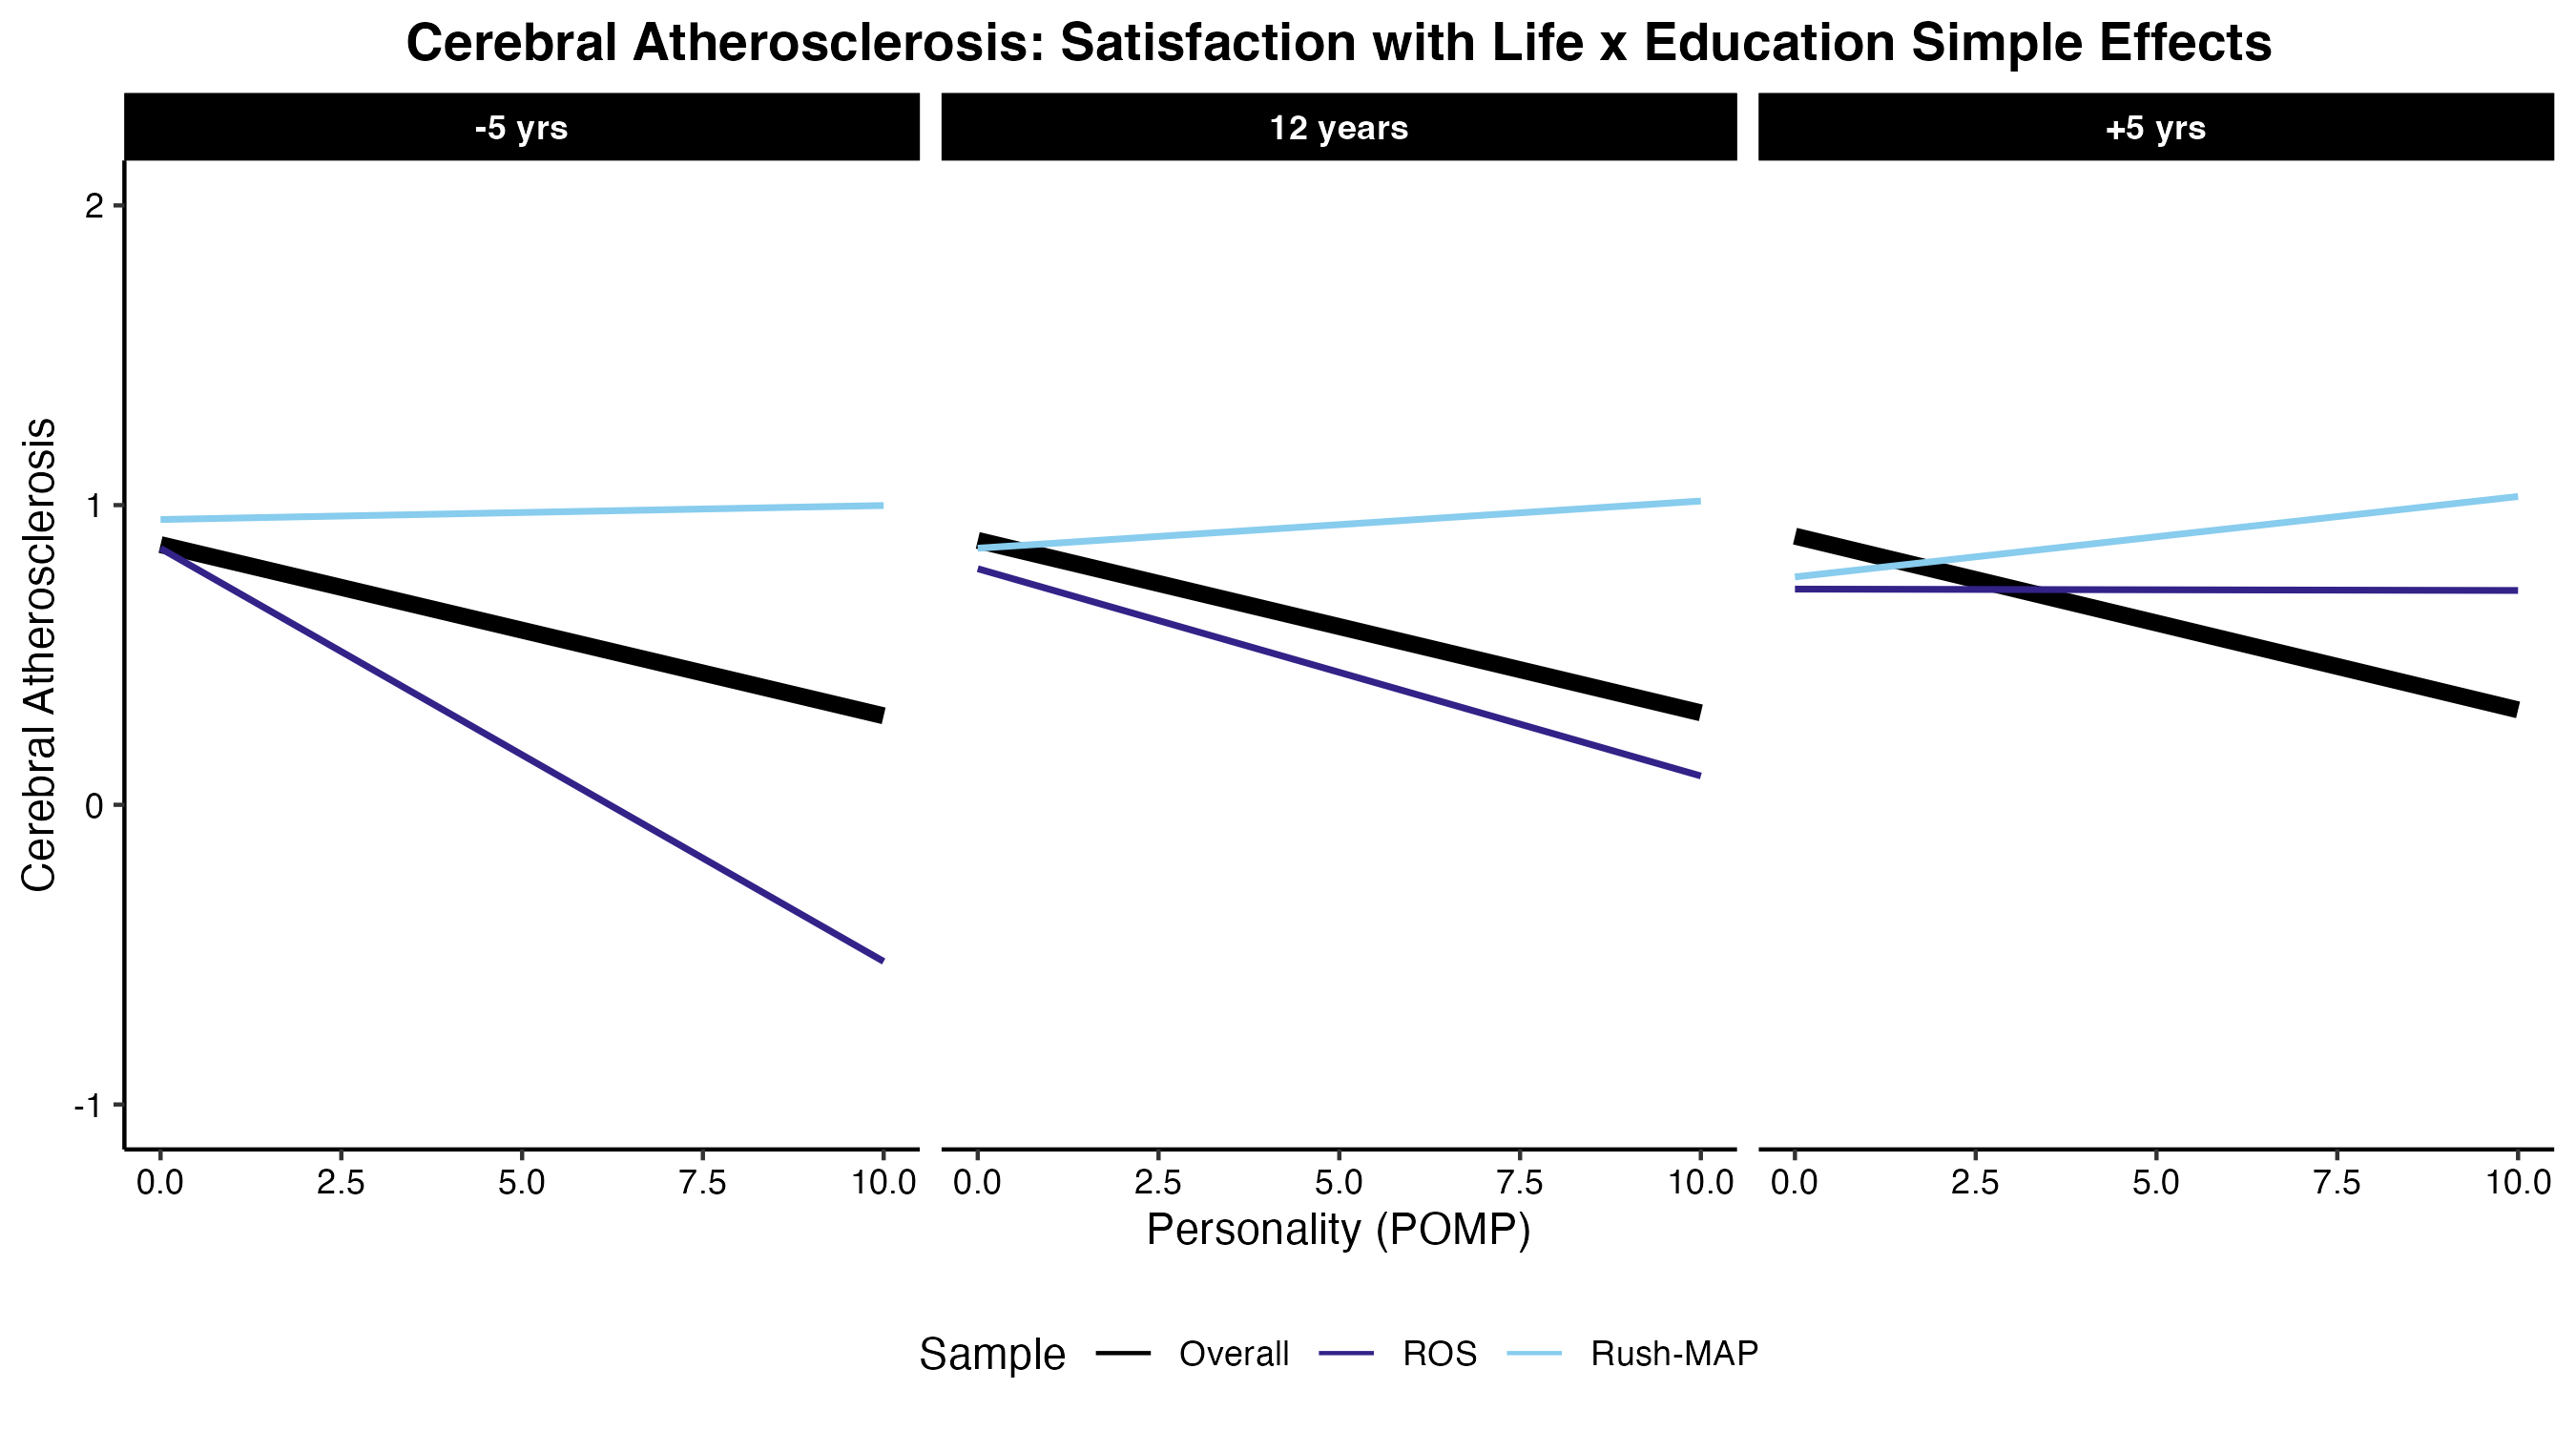 Cerebral Atherosclerosis: Satisfaction with Life x Education Simple Effects
-5 yrs
12 years
+5 yrs
Cerebral Atherosclerosis
2
1
0
-1
0.0 2.5 5.0 7.5 10.0
0.0 2.5 5.0 7.5 10.0
0.0 2.5 5.0 7.5 10.0
Personality (POMP)
Sample Overall ROS Rush-MAP